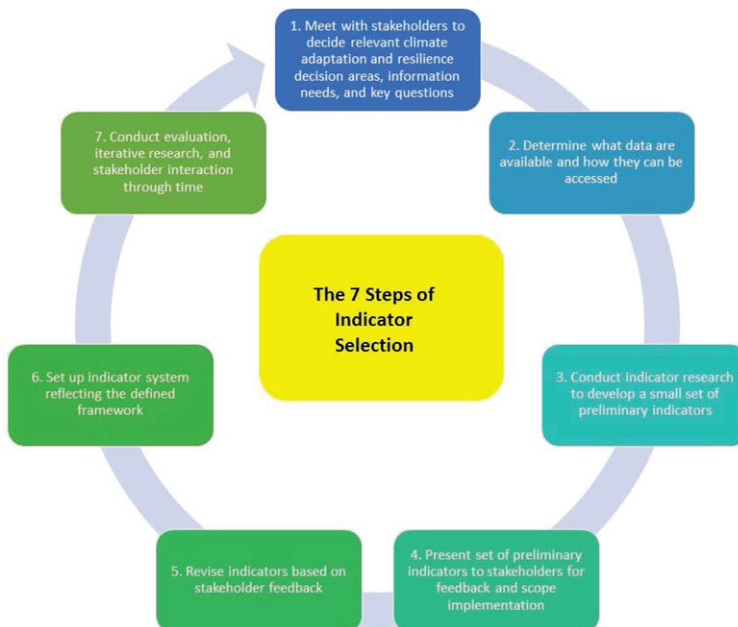 1. Meet with stakeholders to
decide relevant climate
adaptation and resilience
decision areas, information
needs, and key questions
2. Determine what data are
available and how they can be
accessed
3. Conduct indicator research
to develop a small set of
preliminary indicators
4. Present set of preliminary
indicators to stakeholders for
feedback and scope
implementation
5. Revise indicators based on
stakeholder feedback
6. Set up indicator system
reflecting the defined
framework
7. Conduct evaluation,
iterative research, and
stakeholder interaction
through time
The 7 Steps of
Indicator
Selection